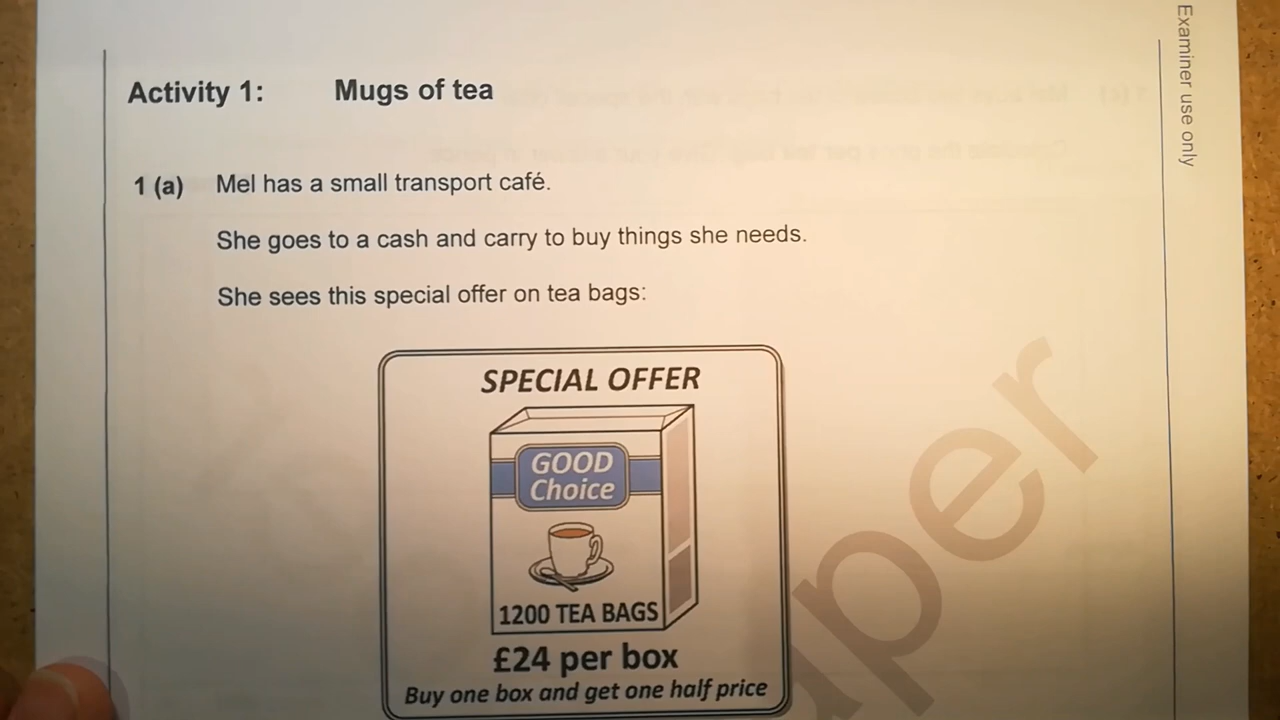 Examiner use only
Activity 1: Mugs of tea
1 (a) Mel has a small transport café.
She goes to a cash and carry to buy things she needs.
She sees this special offer on tea bags:
SPECIAL OFFER
GOOD
Choice
1200 TEA BAGS
£24 per box
Buy one box and get one half price
per